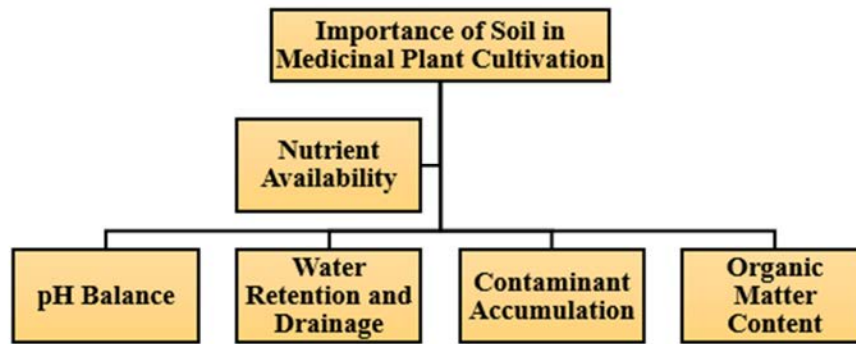 Importance of Soil in
Medicinal Plant Cultivation
Nutrient
Availability
pH Balance
Water
Retention and
Drainage
Contaminant
Accumulation
Organic
Matter
Content